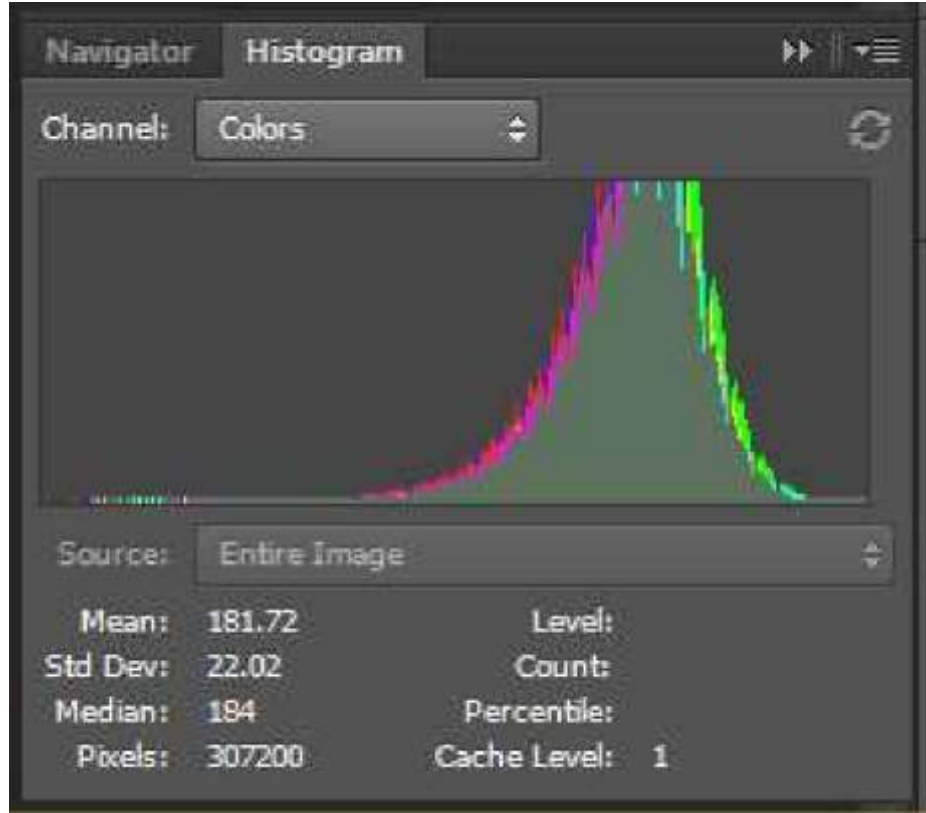 Navigator Histogram
Channel: Colors
Source: Entire Image
Mean: 181.72 Level:
Std Dev: 22.02 Count:
Median: 184 Percentile:
Pixels: 307200 Cache Level: 1